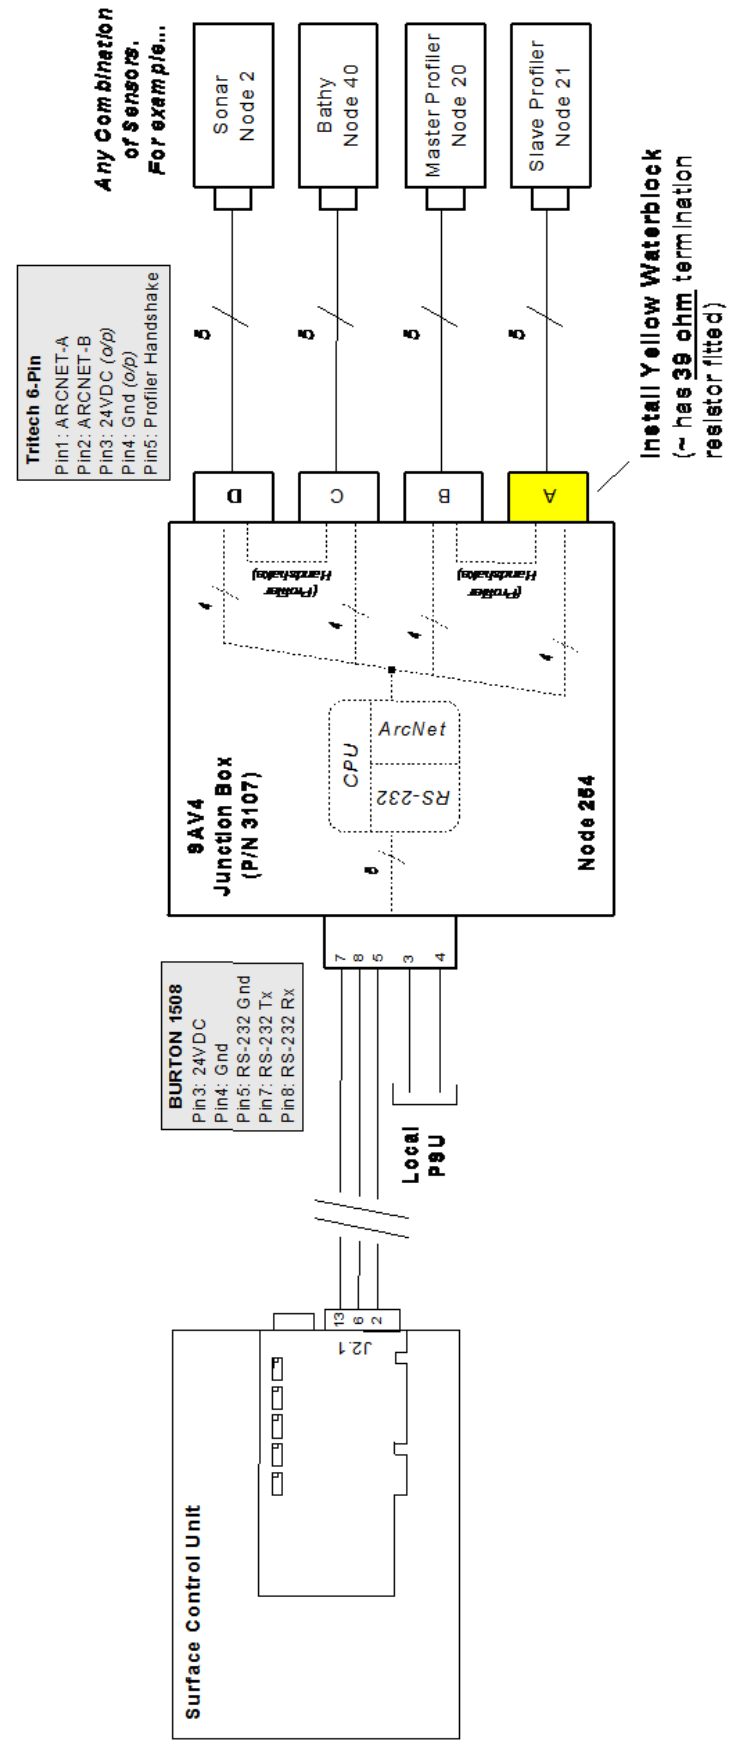 Any Combination
of Sensors.
For example...
Sonar
Node 2
Bathy
Node 40
Master Profiler
Node 20
Slave Profiler
Node 21
Tritech 6-Pin
Pin1: ARCNET-A
Pin2: ARCNET-B
Pin3: 24VDC (o/p)
Pin4: Gnd (o/p)
Pin5: Profiler Handshake
5
5
5
5
Install Yellow Waterblock
(~ has 39 ohm termination
resistor fitted)
D
C
B
A
(Profiler
Handshake)
(Profiler
Handshake)
4
4
4
4
CPU
ArcNet
RS-232
SAV4
Junction Box
(P/N 3107)
Node 254
5
7
8
5
3
4
BURTON 1508
Pin3: 24VDC
Pin4: Gnd
Pin5: RS-232 Gnd
Pin7: RS-232 Tx
Pin8: RS-232 Rx
Local
PSU
13
6
2
J2.1
Surface Control Unit